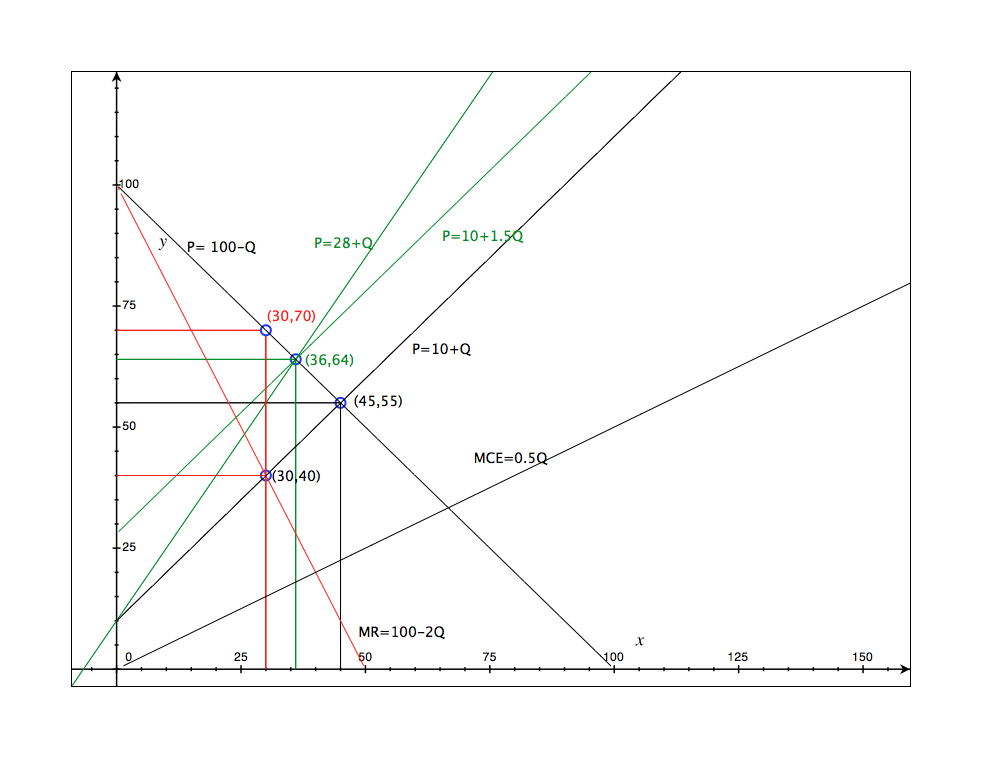 100
y
P= 100-Q
P=28+Q
P=10+1.5Q
75
(30,70)
P=10+Q
(36,64)
(45,55)
50
MCE=0.5Q
(30,40)
25
MR=100-2Q
x
0
25
50
75
100
125
150